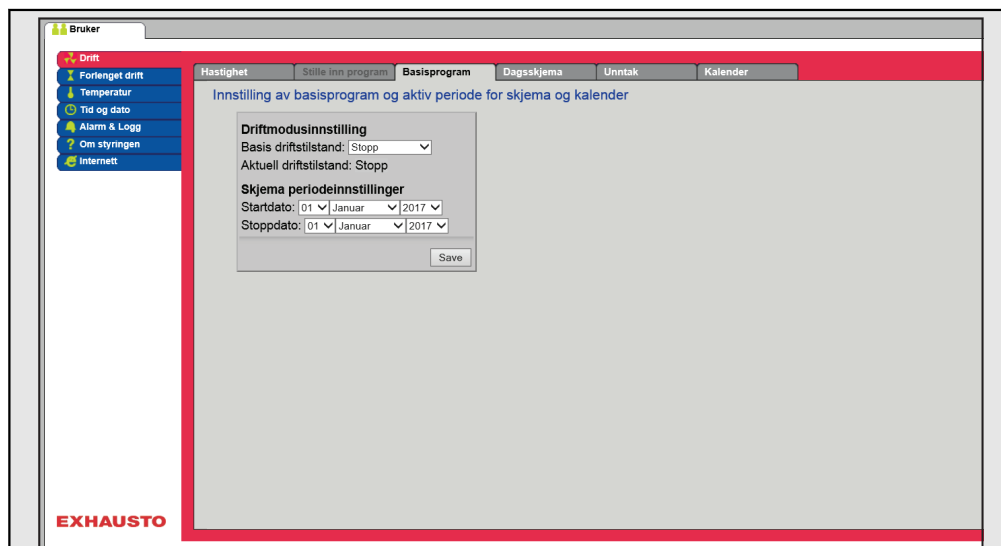 Bruker
Drift
Forlenget drift
Temperatur
Tid og dato
Alarm & Logg
Om styringen
Internett
Hastighet Stille inn program Basisprogram Dagsskjema Unntak Kalender
Innstilling av basisprogram og aktiv periode for skjema og kalender
Driftmodusinnstilling
Basis driftstilstand: Stopp
Aktuell driftstilstand: Stopp
Skjema periodeinnstillinger
Startdato: 01 Januar 2017
Stoppdato: 01 Januar 2017
Save
EXHAUSTO